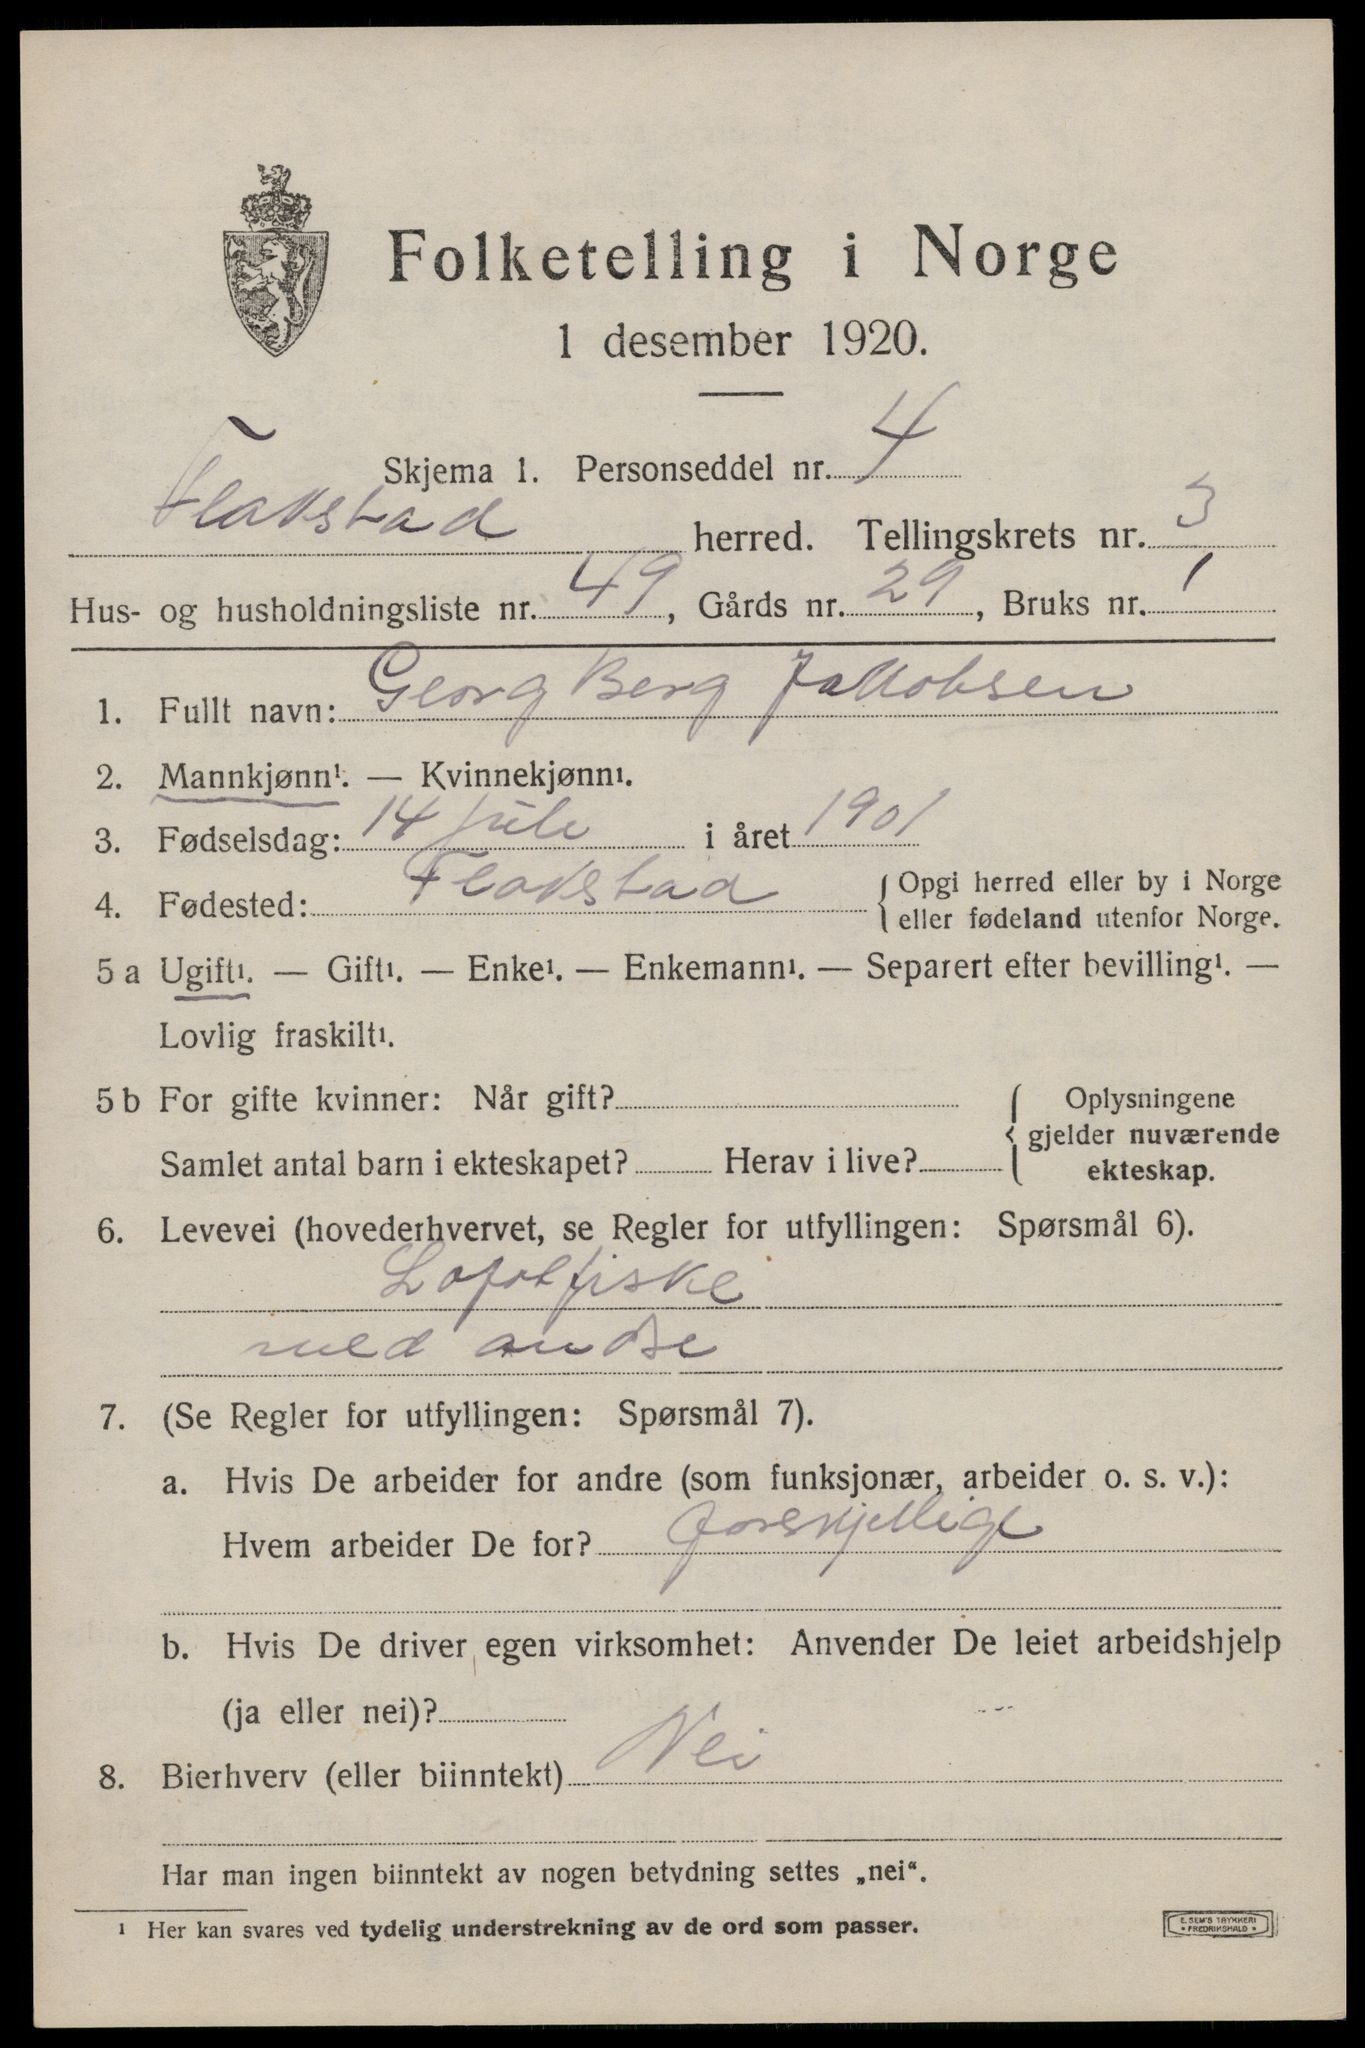 Folketelling i Norge
1 desember 1920.
Skjema 1. Personseddel nr. 4
Flakstad herred. Tellingskrets nr. 3
Hus- og husholdningsliste nr. 49, Gårds nr. 29, Bruks nr. 1
1. Fullt navn: Georg Berg Jakobsen
2. Mannkjønn¹. — Kvinnekjønn¹.
3. Fødselsdag: 14 juli i året 1901
4. Fødested: Flakstad { Opgi herred eller by i Norge
eller fødeland utenfor Norge.
5 a Ugift¹. — Gift¹. — Enke¹. — Enkemann¹. — Separert efter bevilling¹. —
Lovlig fraskilt¹.
5 b For gifte kvinner: Når gift?
Samlet antal barn i ekteskapet? Herav i live?
{ Oplysningene
gjelder nuværende
ekteskap.
6. Levevei (hovederhvervet, se Regler for utfyllingen: Spørsmål 6).
Lofotfiske
med andre
7. (Se Regler for utfyllingen: Spørsmål 7).
a. Hvis De arbeider for andre (som funksjonær, arbeider o. s. v.):
Hvem arbeider De for? forskjellige
b. Hvis De driver egen virksomhet: Anvender De leiet arbeidshjelp
(ja eller nei)?
8. Bierhverv (eller biinntekt) Nei
Har man ingen biinntekt av nogen betydning settes „nei“.
¹ Her kan svares ved tydelig understrekning av de ord som passer.
E. SEM'S TRYKKERI
• FREDRIKSHALD •